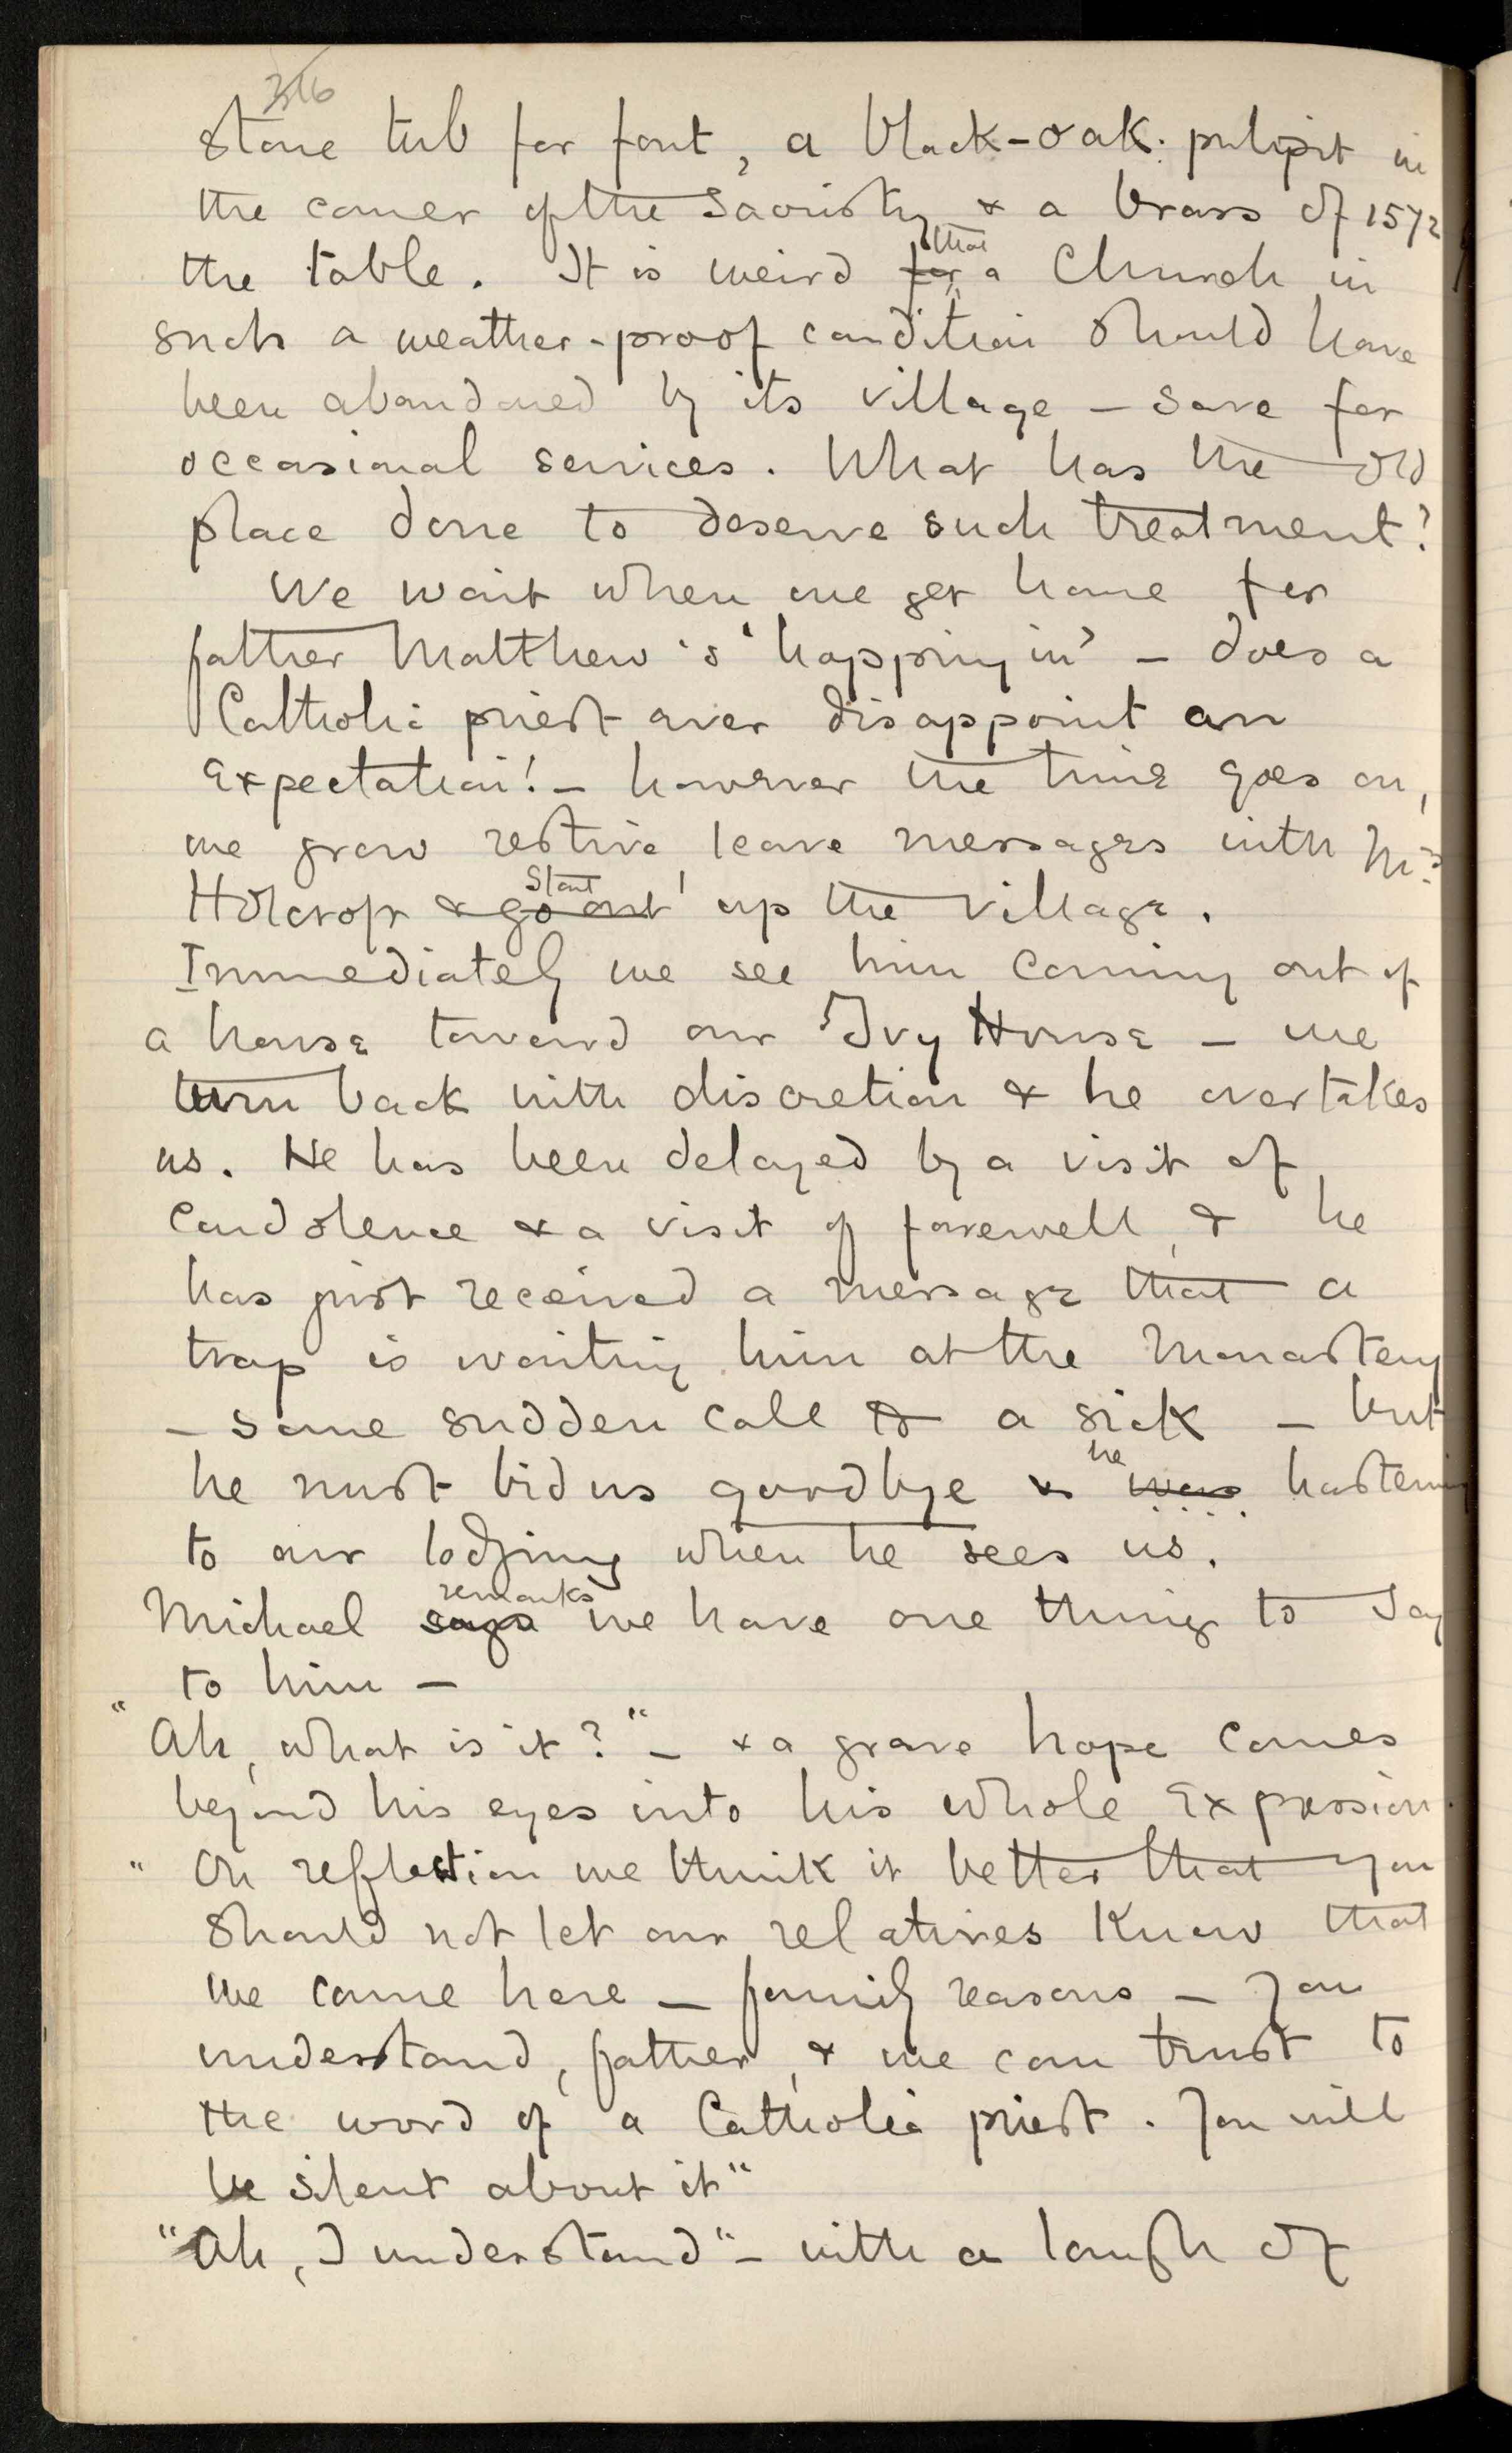 316
stone tub for font, a black-oak pulpit in
the corner of the Sacristy & a brass of 1572
the table. It is weird for that a Church in
such a weather-proof condition should have
been abandoned by its village — save for
occasional services. What has the old
place done to deserve such treatment?
We wait when we get home for
father Matthew's 'happing in' — does a
Catholic priest ever disappoint an
Expectation! — however the time goes on,
we grow restive, leave messages with Mrs
Holcroft & go out Start up the village.
Immediately we see him coming out of
a house toward our Ivy House — we
turn back with discretion & he overtakes
us. He has been delayed by a visit of
Condolence & a visit of farewell, & he
has just received a message that a
trap is waiting him at the Monastery
— some sudden call to a sick — but
he must bid us goodbye & he was hastening
to our lodging when he sees us.
Michael says remarks we have one thing to say
to him —
"Ah, what is it?" — & a grave hope comes
beyond his eyes into his whole Expression.
"On reflection we think it better that you
should not let our relatives know that
we came here — family reasons — You
understand, father, & we can trust to
the word of a Catholic priest. You will
be silent about it"
"Ah, I understand" — with a laugh of